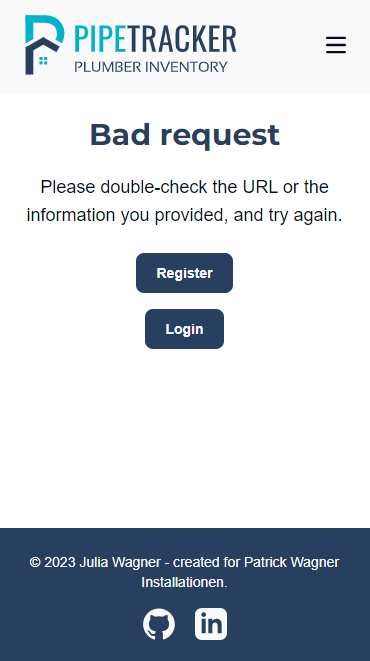 PIPETRACKER
PLUMBER INVENTORY
Bad request
Please double-check the URL or the
information you provided, and try again.
Register
Login
© 2023 Julia Wagner - created for Patrick Wagner
Installationen.
in